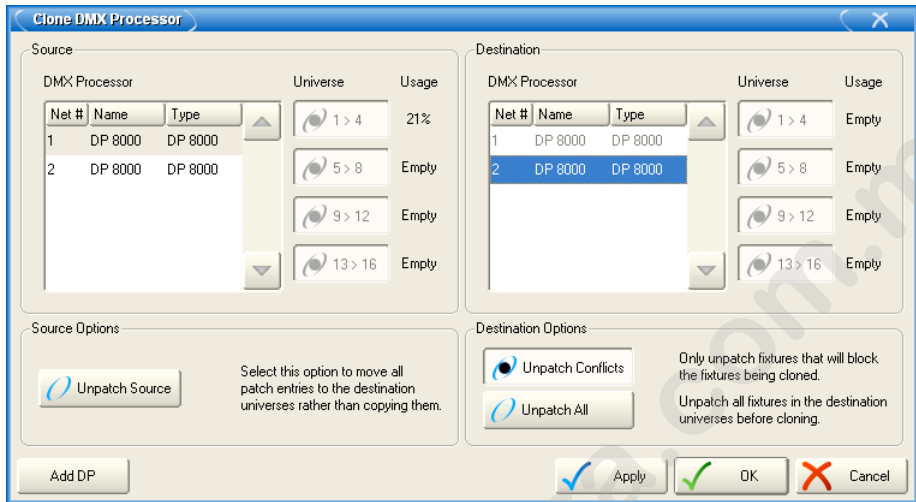 Clone DMX Processor
Source
DMX Processor Universe Usage
Net # Name Type
1 DP 8000 DP 8000
2 DP 8000 DP 8000
1 > 4 21%
5 > 8 Empty
9 > 12 Empty
13 > 16 Empty
Destination
DMX Processor Universe Usage
Net # Name Type
1 DP 8000 DP 8000
2 DP 8000 DP 8000
1 > 4 Empty
5 > 8 Empty
9 > 12 Empty
13 > 16 Empty
Source Options
Unpatch Source
Select this option to move all
patch entries to the destination
universes rather than copying them.
Destination Options
Unpatch Conflicts
Only unpatch fixtures that will block
the fixtures being cloned.
Unpatch All
Unpatch all fixtures in the destination
universes before cloning.
Add DP
Apply
OK
Cancel